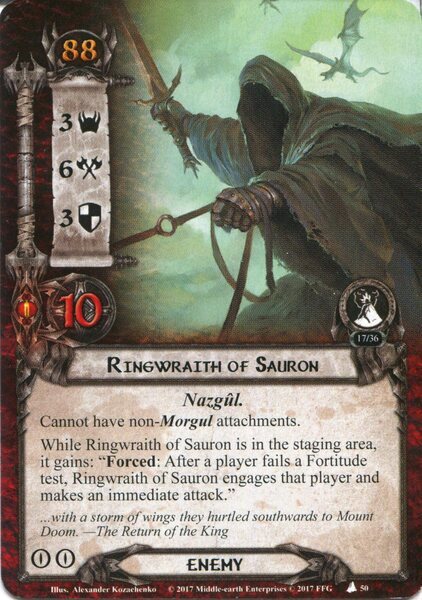 88
3
6
3
10
17/36
Ringwraith of Sauron
Nazgûl.
Cannot have non-Morgul attachments.
While Ringwraith of Sauron is in the staging area,
it gains: “Forced: After a player fails a Fortitude
test, Ringwraith of Sauron engages that player and
makes an immediate attack.”
...with a storm of wings they hurtled southwards to Mount
Doom. —The Return of the King
ENEMY
Illus. Alexander Kozachenko © 2017 Middle-earth Enterprises © 2017 FFG 50